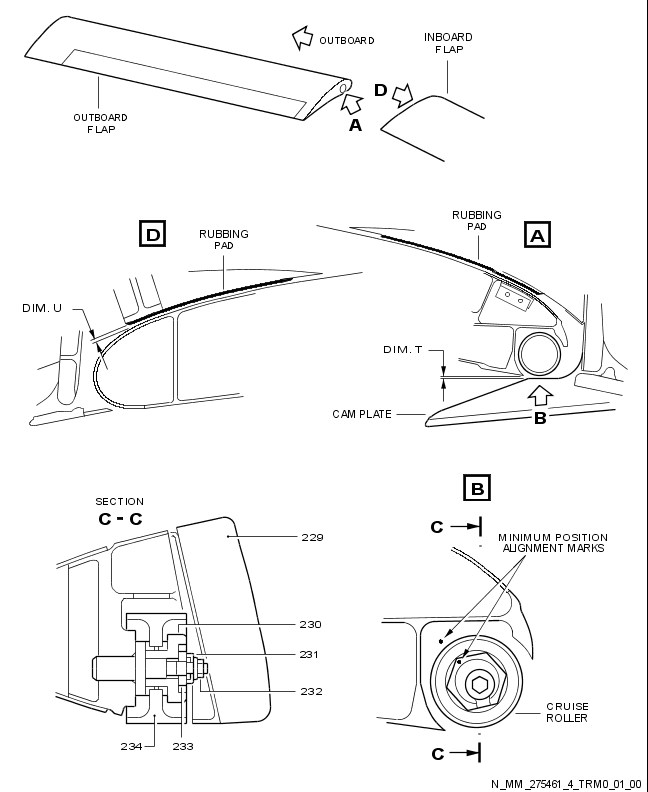 OUTBOARD
INBOARD
FLAP
D
A
OUTBOARD
FLAP
D
RUBBING
PAD
DIM. U
RUBBING
PAD
A
DIM. T
CAM PLATE
B
SECTION
C - C
229
230
231
232
234
233
B
C
MINIMUM POSITION
ALIGNMENT MARKS
CRUISE
ROLLER
C
N_MM_275461_4_TRM0_01_00